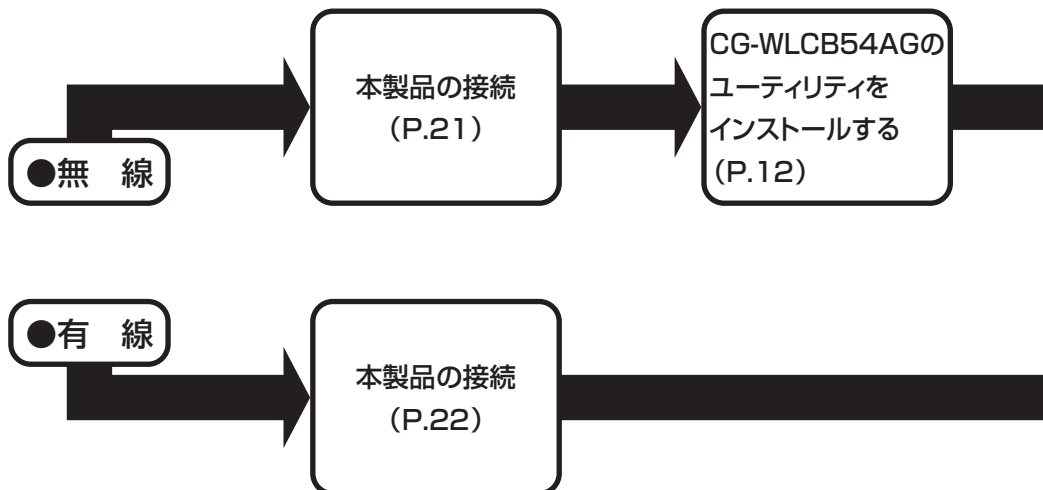 本製品の接続
（P.21）
CG-WLCB54AGの
ユーティリティを
インストールする
（P.12）
●無　線
●有　線
本製品の接続
（P.22）